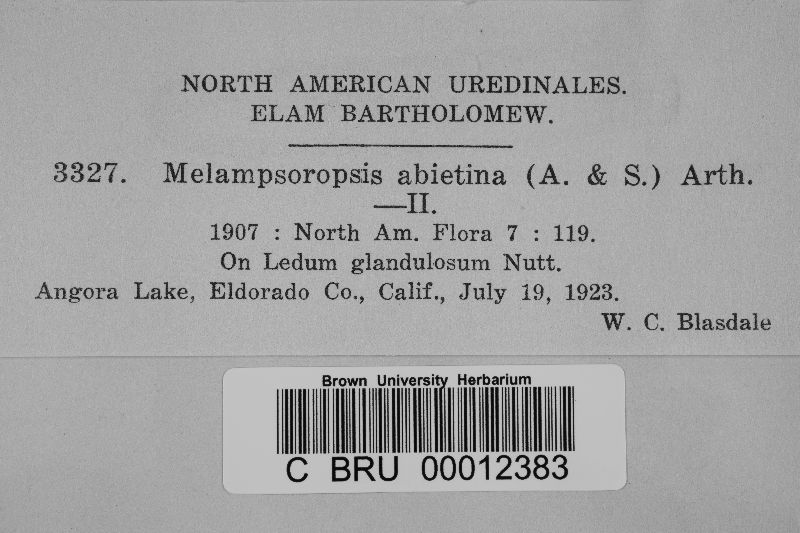 NORTH AMERICAN UREDINALES.
ELAM BARTHOLOMEW.
3327. Melampsoropsis abietina (A. & S.) Arth.
—II.
1907 : North Am. Flora 7 : 119.
On Ledum glandulosum Nutt.
Angora Lake, Eldorado Co., Calif., July 19, 1923.
W. C. Blasdale
Brown University Herbarium
C BRU 00012383